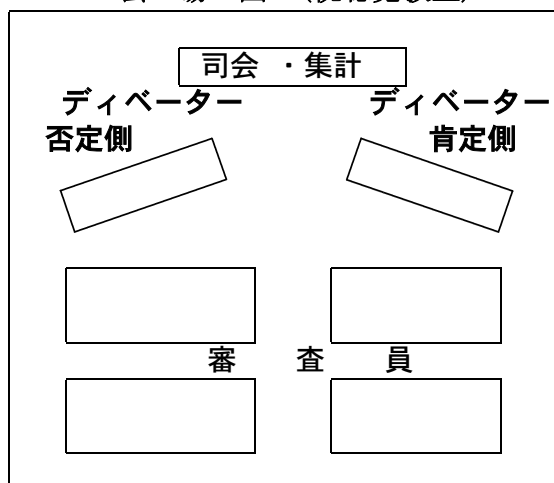 司会 ・集計
ディベーター ディベーター
否定側 肯定側
審 査 員